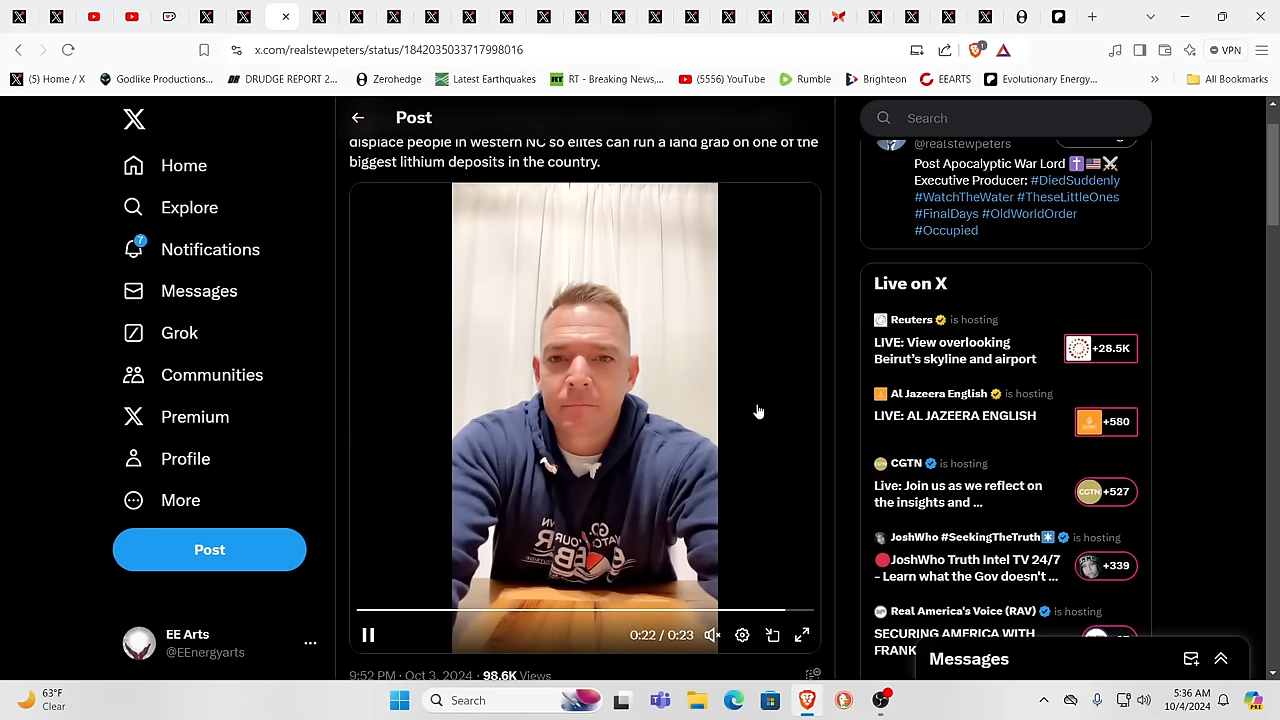 x.com/realstewpeters/status/1842035033717998016
VPN
(5) Home / X
Godlike Productions...
DRUDGE REPORT 2...
Zerohedge
Latest Earthquakes
RT - Breaking News,...
(5556) YouTube
Rumble
Brighteon
EEARTS
Evolutionary Energy...
All Bookmarks
Home
Explore
7
Notifications
Messages
Grok
Communities
Premium
Profile
More
Post
EE Arts
@EEnergyarts
Post
displace people in western NC so elites can run a land grab on one of the
biggest lithium deposits in the country.
0:22 / 0:23
9:52 PM · Oct 3, 2024 · 98.6K Views
Search
@realstewpeters
Post Apocalyptic War Lord
Executive Producer: #DiedSuddenly
#WatchTheWater #TheseLittleOnes
#FinalDays #OldWorldOrder
#Occupied
Live on X
Reuters is hosting
LIVE: View overlooking
Beirut's skyline and airport
+28.5K
Al Jazeera English is hosting
LIVE: AL JAZEERA ENGLISH
+580
CGTN is hosting
Live: Join us as we reflect on
the insights and ...
CGTN
+527
JoshWho #SeekingTheTruth is hosting
JoshWho Truth Intel TV 24/7
– Learn what the Gov doesn't ...
+339
Real America's Voice (RAV) is hosting
SECURING AMERICA WITH
FRANK
Messages
63°F
Clear
Search
5:36 AM
10/4/2024